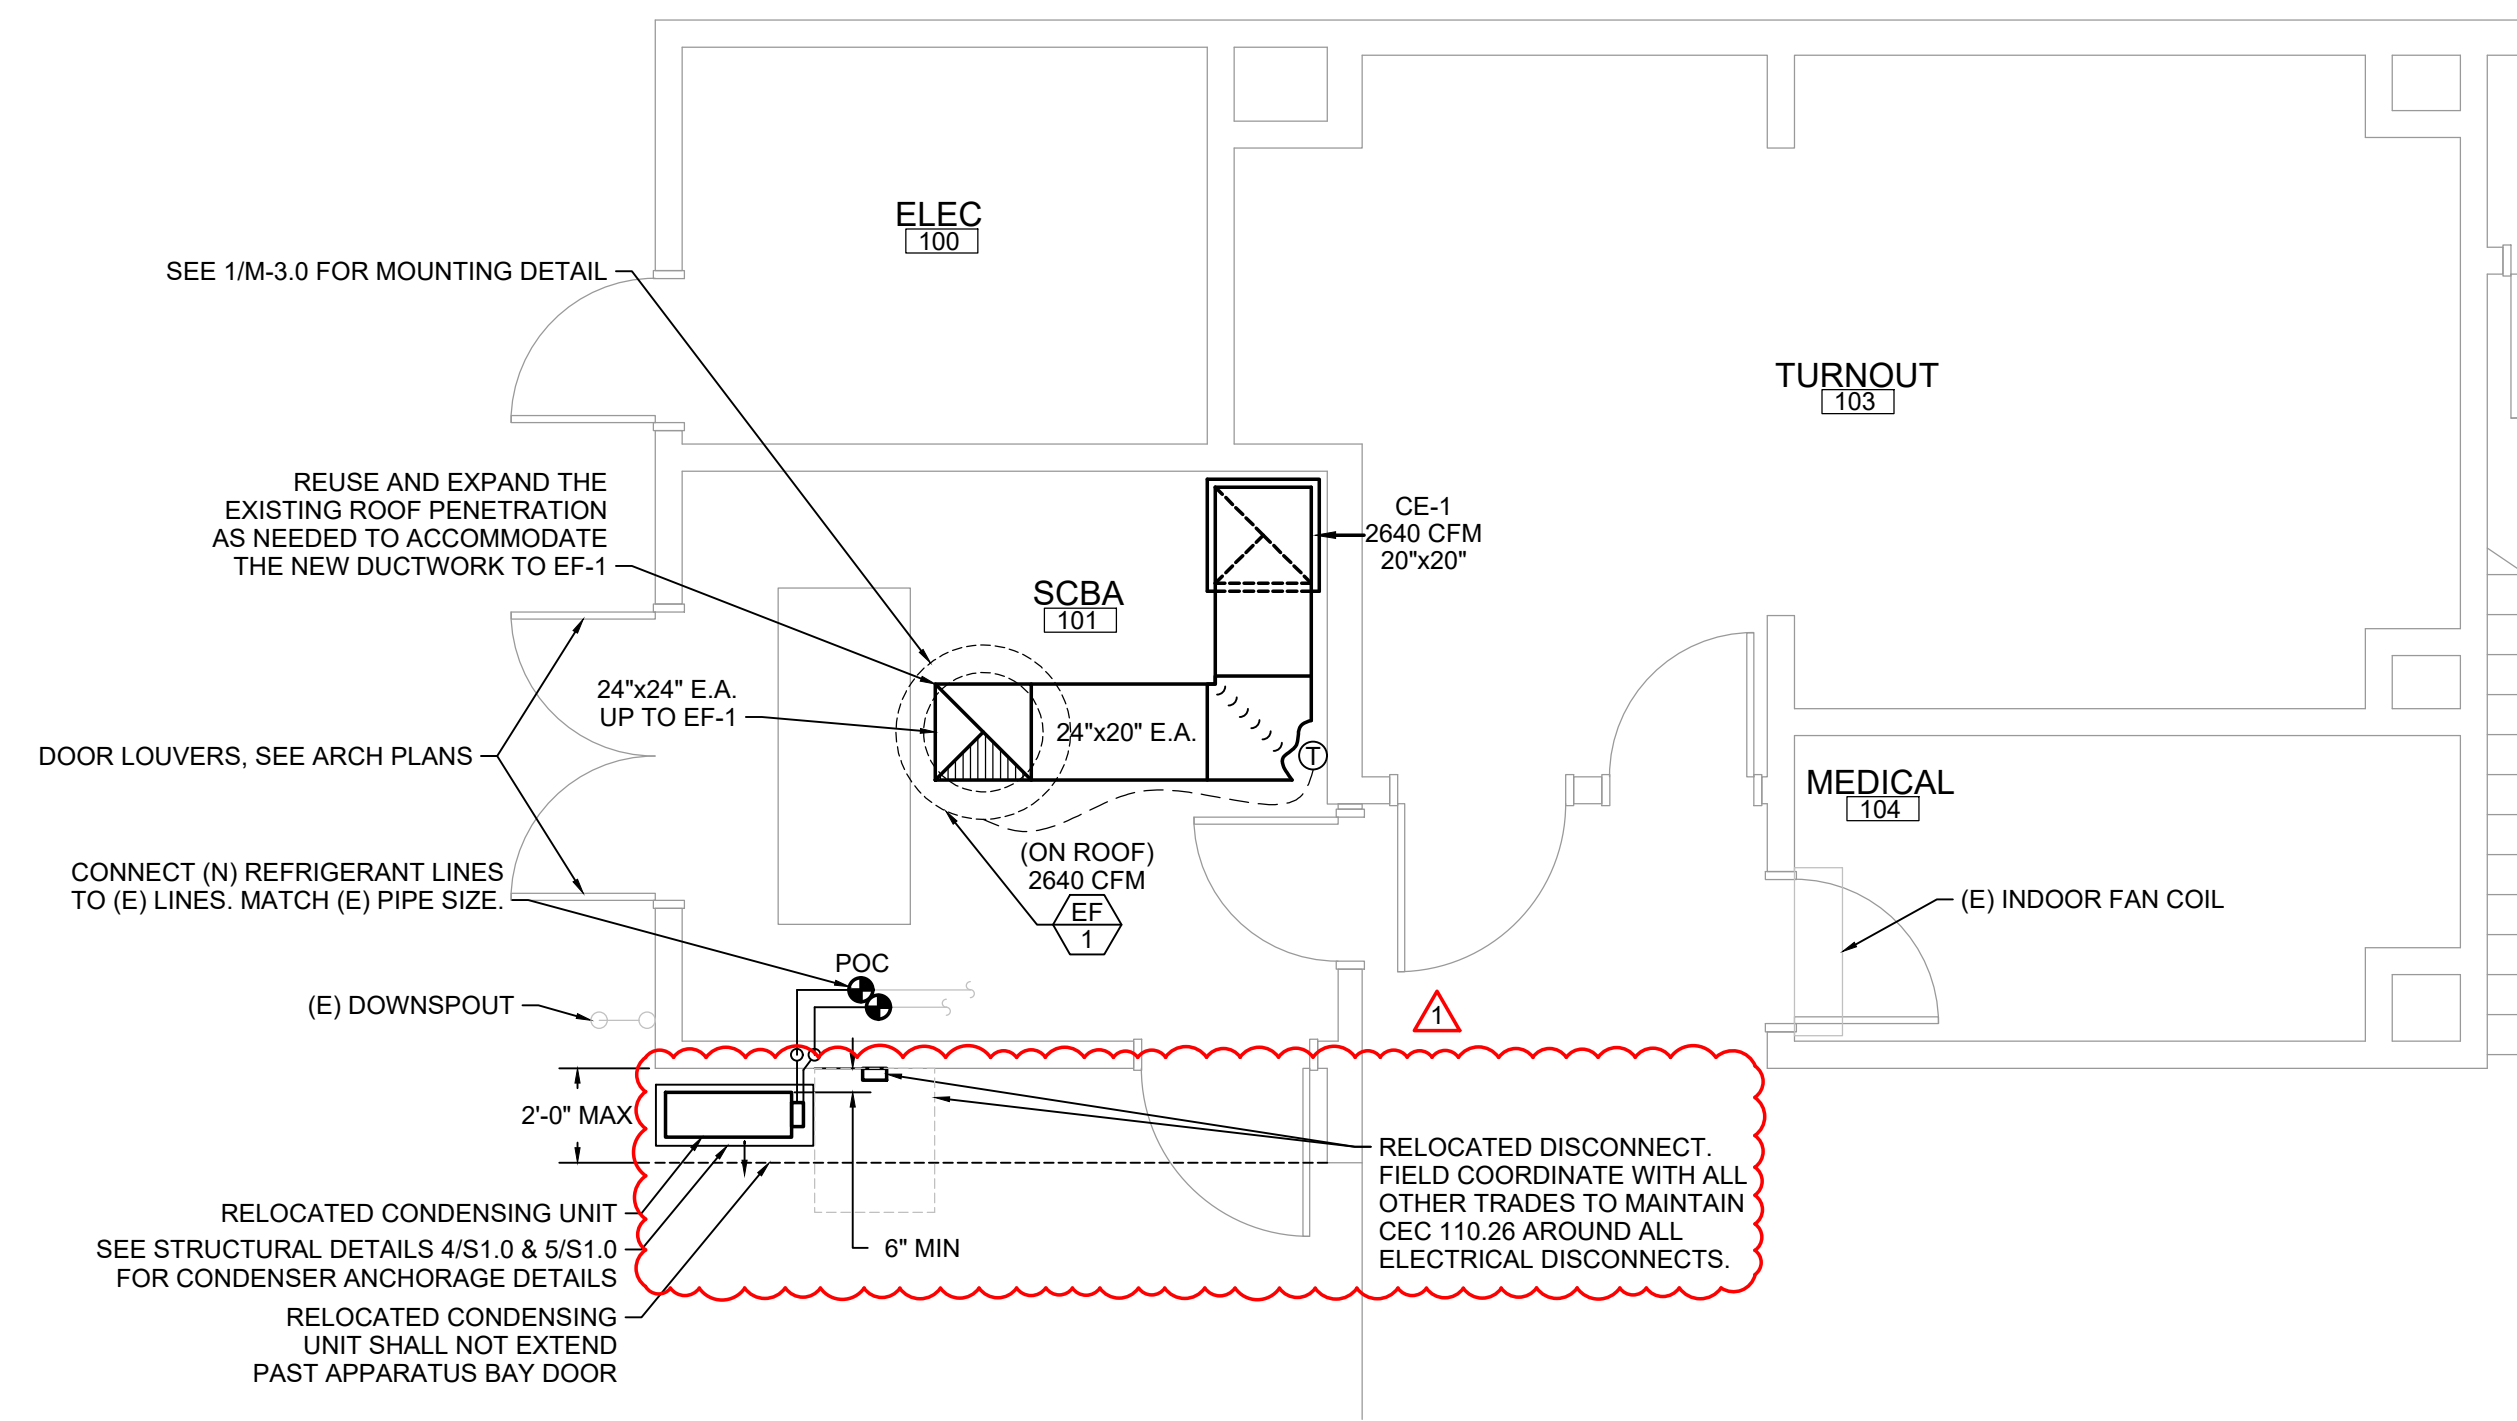 ELEC
100
SEE 1/M-3.0 FOR MOUNTING DETAIL
TURNOUT
103
REUSE AND EXPAND THE
EXISTING ROOF PENETRATION
AS NEEDED TO ACCOMMODATE
THE NEW DUCTWORK TO EF-1
CE-1
2640 CFM
20"x20"
SCBA
101
24"x24" E.A.
UP TO EF-1
24"x20" E.A.
T
DOOR LOUVERS, SEE ARCH PLANS
MEDICAL
104
CONNECT (N) REFRIGERANT LINES
TO (E) LINES. MATCH (E) PIPE SIZE.
(ON ROOF)
2640 CFM
EF
1
(E) INDOOR FAN COIL
POC
(E) DOWNSPOUT
1
2'-0" MAX
RELOCATED DISCONNECT.
FIELD COORDINATE WITH ALL
OTHER TRADES TO MAINTAIN
CEC 110.26 AROUND ALL
ELECTRICAL DISCONNECTS.
6" MIN
RELOCATED CONDENSING UNIT
SEE STRUCTURAL DETAILS 4/S1.0 & 5/S1.0
FOR CONDENSER ANCHORAGE DETAILS
RELOCATED CONDENSING
UNIT SHALL NOT EXTEND
PAST APPARATUS BAY DOOR